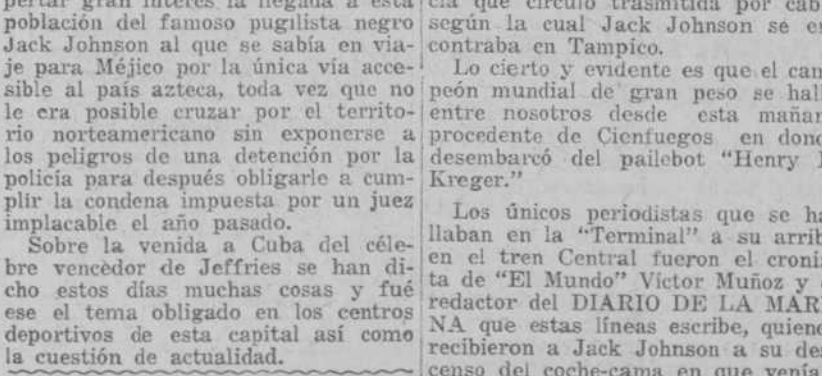 pertar gran interés la llegada a esta
población del famoso pugilista negro
Jack Johnson al que se sabía en via-
je para Méjico por la única vía acce-
sible al país azteca, toda vez que no
le era posible cruzar por el territo-
rio norteamericano sin exponerse a
los peligros de una detención por la
policía para después obligarle a cum-
plir la condena impuesta por un juez
implacable el año pasado.
Sobre la venida a Cuba del céle-
bre vencedor de Jeffries se han di-
cho estos días muchas cosas y fué
ese el tema obligado en los centros
deportivos de esta capital así como
la cuestión de actualidad.
que circuló trasmitida por cab
según la cual Jack Johnson se en
contraba en Tampico.
Lo cierto y evidente es que el cam
peón mundial de gran peso se hall
entre nosotros desde esta mañan
procedente de Cienfuegos en dond
desembarcó del pailebot "Henry
Kreger."
Los únicos periodistas que se ha
llaban en la "Terminal" a su arrib
en el tren Central fueron el cronis
ta de "El Mundo" Víctor Muñoz y
redactor del DIARIO DE LA MARI
NA que estas líneas escribe, quiene
recibieron a Jack Johnson a su des
censo del coche-cama en que venía